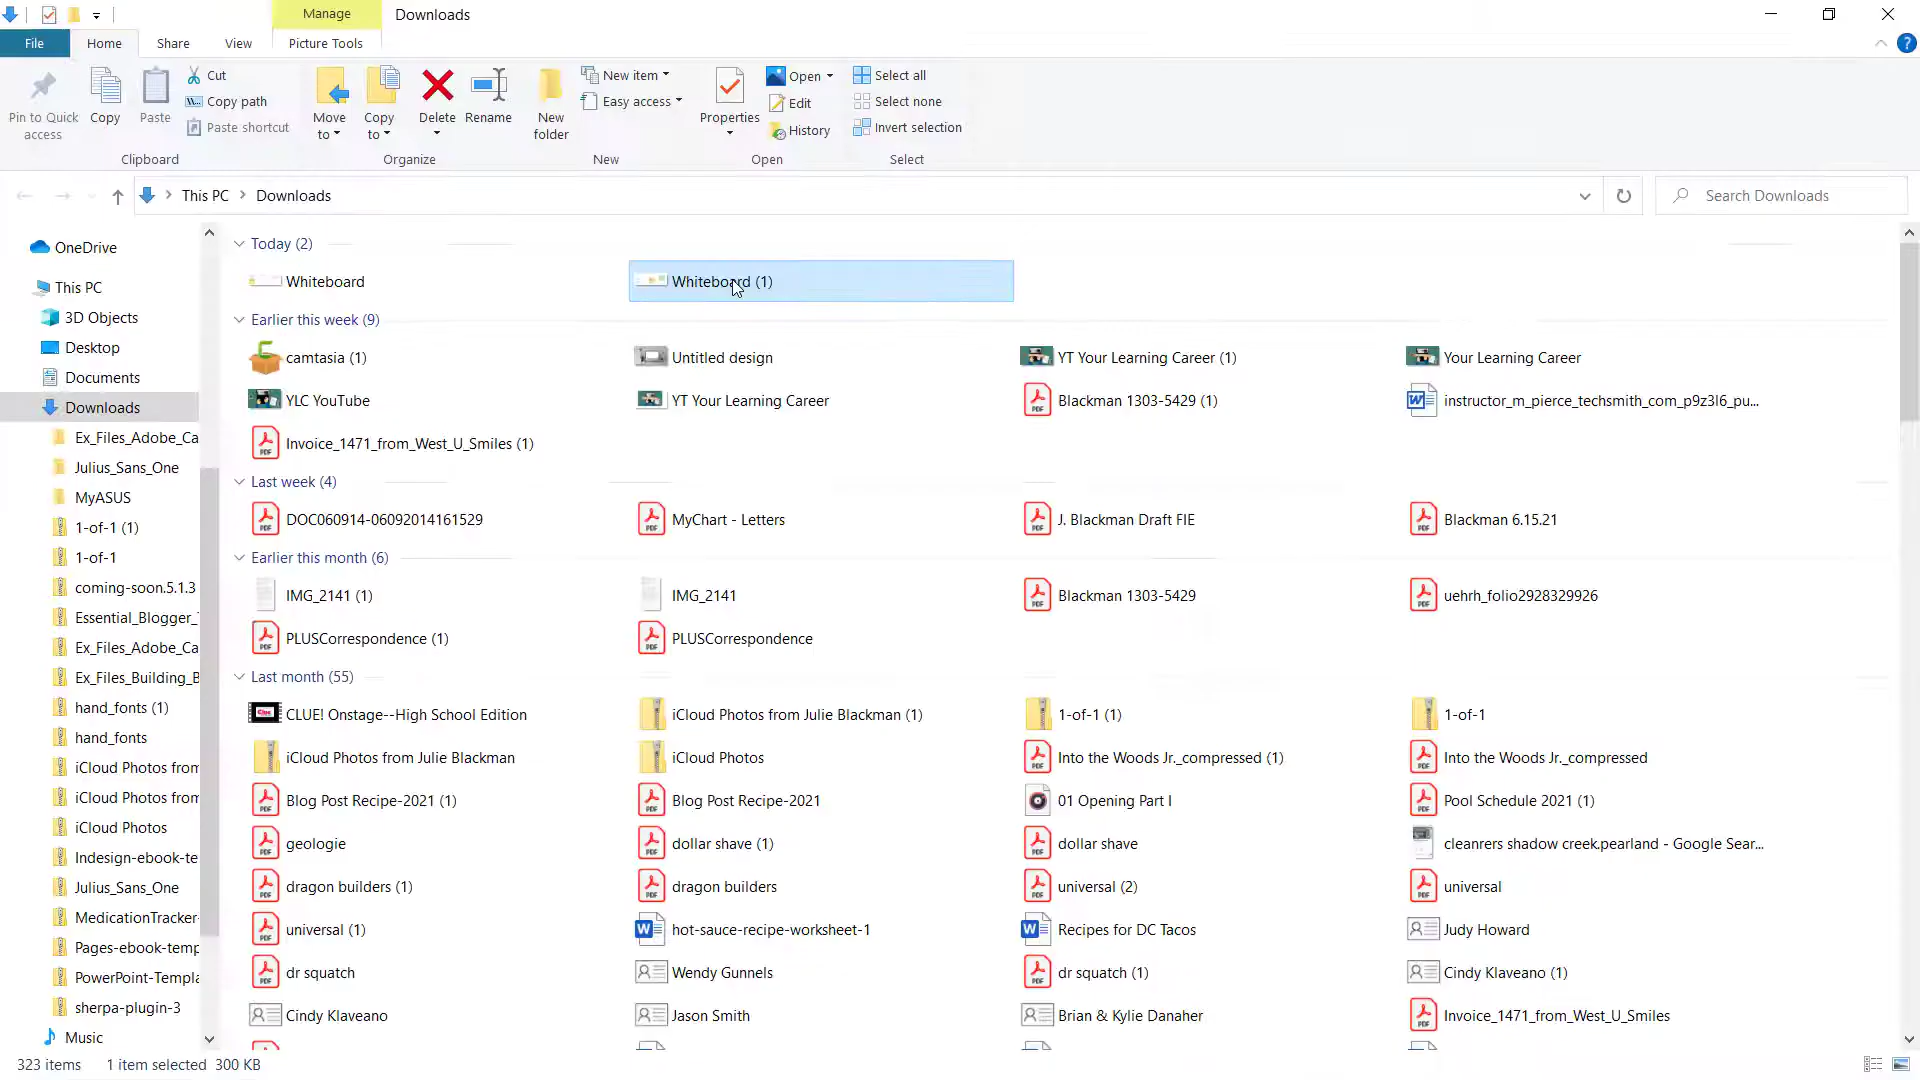 Manage
Downloads
File
Home
Share
View
Picture Tools
Pin to Quick access
Copy
Paste
Cut
Copy path
Paste shortcut
Move to
Copy to
Delete
Rename
New folder
New item
Easy access
Properties
Open
Edit
History
Select all
Select none
Invert selection
Clipboard
Organize
New
Open
Select
This PC
Downloads
Search Downloads
OneDrive
This PC
3D Objects
Desktop
Documents
Downloads
Ex_Files_Adobe_Ca
Julius_Sans_One
MyASUS
1-of-1 (1)
1-of-1
coming-soon.5.1.3
Essential_Blogger_
Ex_Files_Adobe_Ca
Ex_Files_Building_B
hand_fonts (1)
hand_fonts
iCloud Photos from
iCloud Photos from
iCloud Photos
Indesign-ebook-te
Julius_Sans_One
MedicationTracker-
Pages-ebook-temp
PowerPoint-Templa
sherpa-plugin-3
Music
Today (2)
Whiteboard
Whiteboard (1)
Earlier this week (9)
camtasia (1)
Untitled design
YT Your Learning Career (1)
Your Learning Career
YLC YouTube
YT Your Learning Career
Blackman 1303-5429 (1)
instructor_m_pierce_techsmith_com_p9z3l6_pu...
Invoice_1471_from_West_U_Smiles (1)
Last week (4)
DOC060914-06092014161529
MyChart - Letters
J. Blackman Draft FIE
Blackman 6.15.21
Earlier this month (6)
IMG_2141 (1)
IMG_2141
Blackman 1303-5429
uehrh_folio2928329926
PLUSCorrespondence (1)
PLUSCorrespondence
Last month (55)
CLUE! Onstage--High School Edition
iCloud Photos from Julie Blackman (1)
1-of-1 (1)
1-of-1
iCloud Photos from Julie Blackman
iCloud Photos
Into the Woods Jr._compressed (1)
Into the Woods Jr._compressed
Blog Post Recipe-2021 (1)
Blog Post Recipe-2021
01 Opening Part I
Pool Schedule 2021 (1)
geologie
dollar shave (1)
dollar shave
cleanrers shadow creek.pearland - Google Sear...
dragon builders (1)
dragon builders
universal (2)
universal
universal (1)
hot-sauce-recipe-worksheet-1
Recipes for DC Tacos
Judy Howard
dr squatch
Wendy Gunnels
dr squatch (1)
Cindy Klaveano (1)
Cindy Klaveano
Jason Smith
Brian & Kylie Danaher
Invoice_1471_from_West_U_Smiles
323 items
1 item selected 300 KB